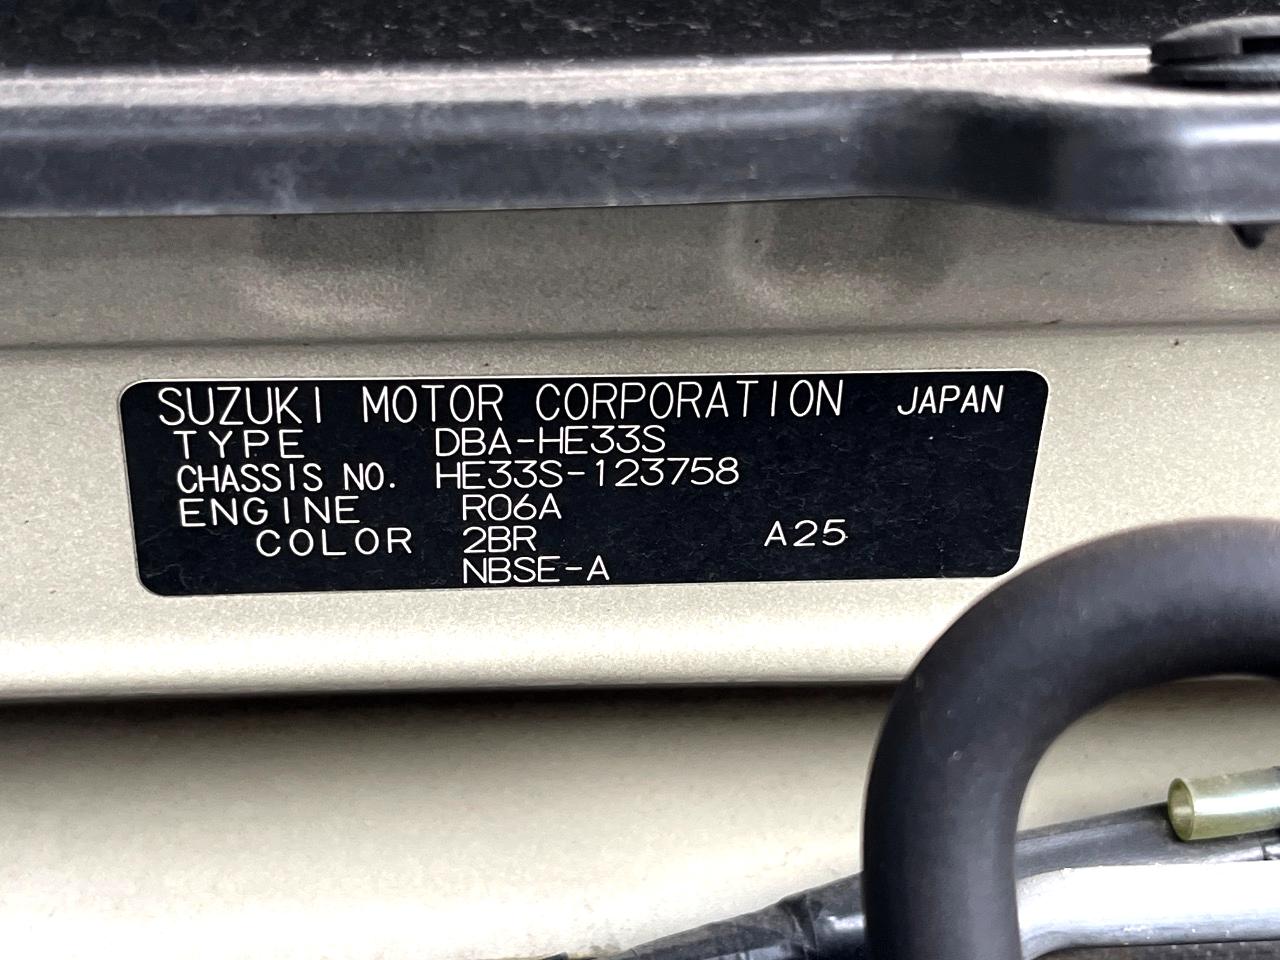 SUZUKI MOTOR CORPORATION JAPAN
TYPE DBA-HE33S
CHASSIS NO. HE33S-123758
ENGINE R06A
COLOR 2BR A25
NBSE-A